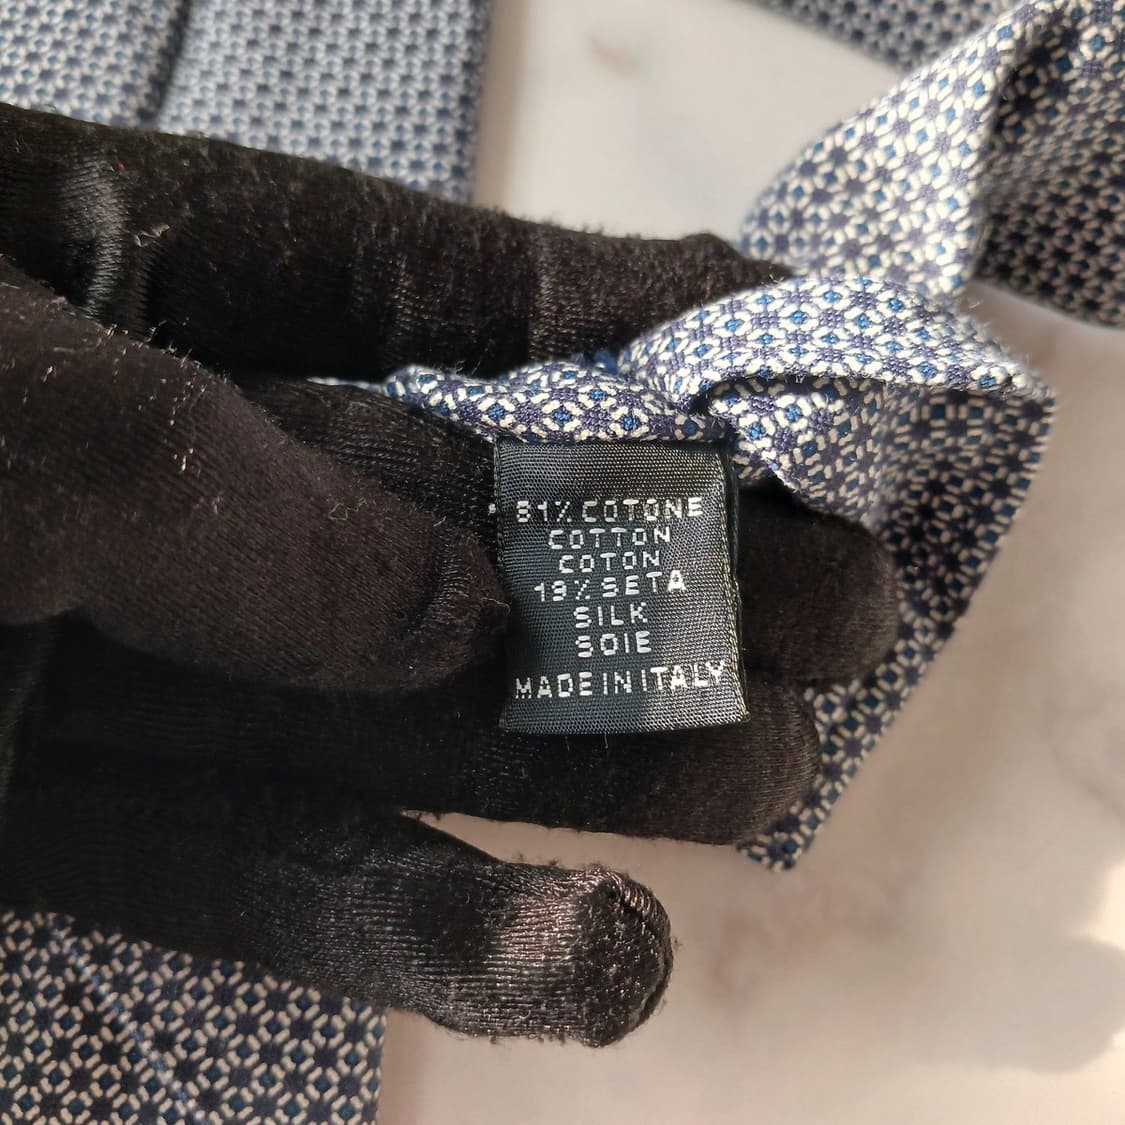 81% COTONE
COTTON
COTON
19% SETA
SILK
SOIE
MADE IN ITALY